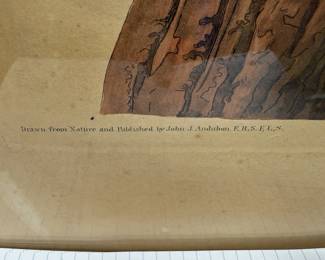 Drawn from Nature and Published by John J. Audubon. F. R. S. F. L. S.